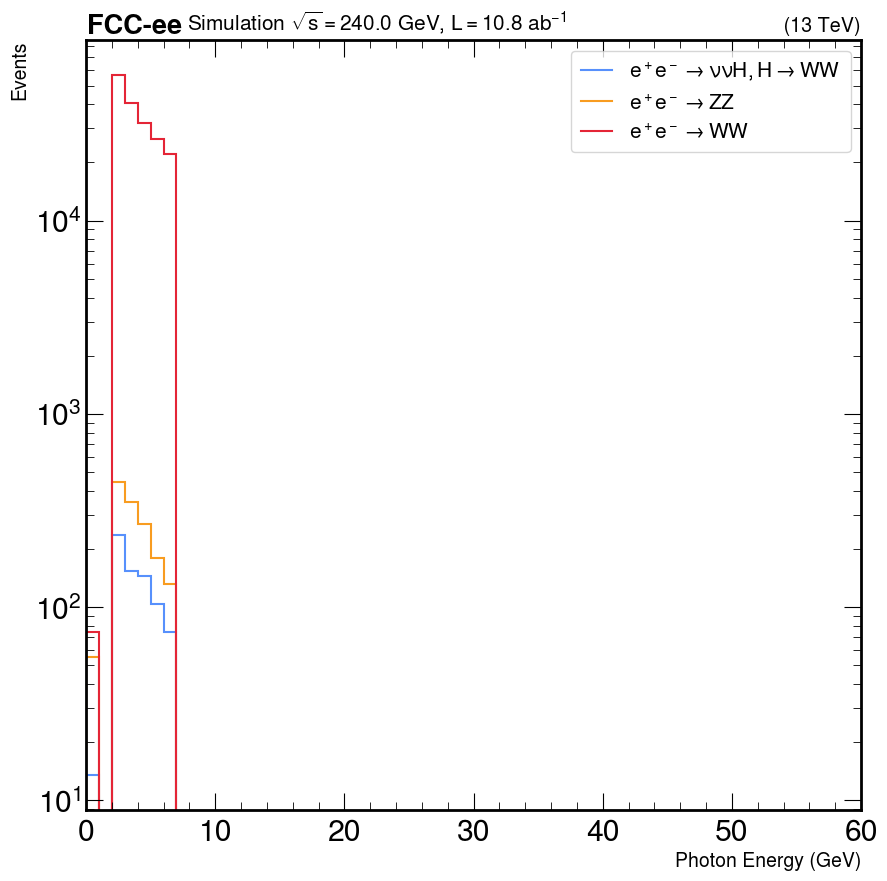 FCC-ee Simulation √s = 240.0 GeV, L = 10.8 ab⁻¹ (13 TeV)
Events
e⁺e⁻ → ννH, H → WW
e⁺e⁻ → ZZ
e⁺e⁻ → WW
10⁴
10³
10²
10¹
0 10 20 30 40 50 60
Photon Energy (GeV)